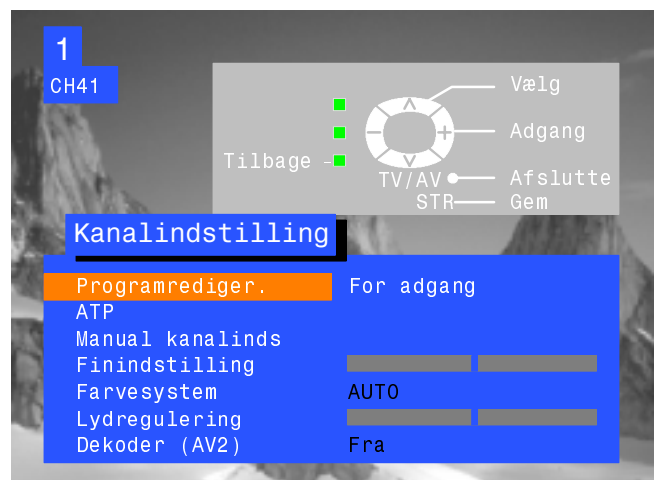 1
CH41
Vælg
Adgang
Tilbage
TV/AV Afslutte
STR Gem
Kanalindstilling
Programrediger. For adgang
ATP
Manual kanalinds
Finindstilling
Farvesystem AUTO
Lydregulering
Dekoder (AV2) Fra